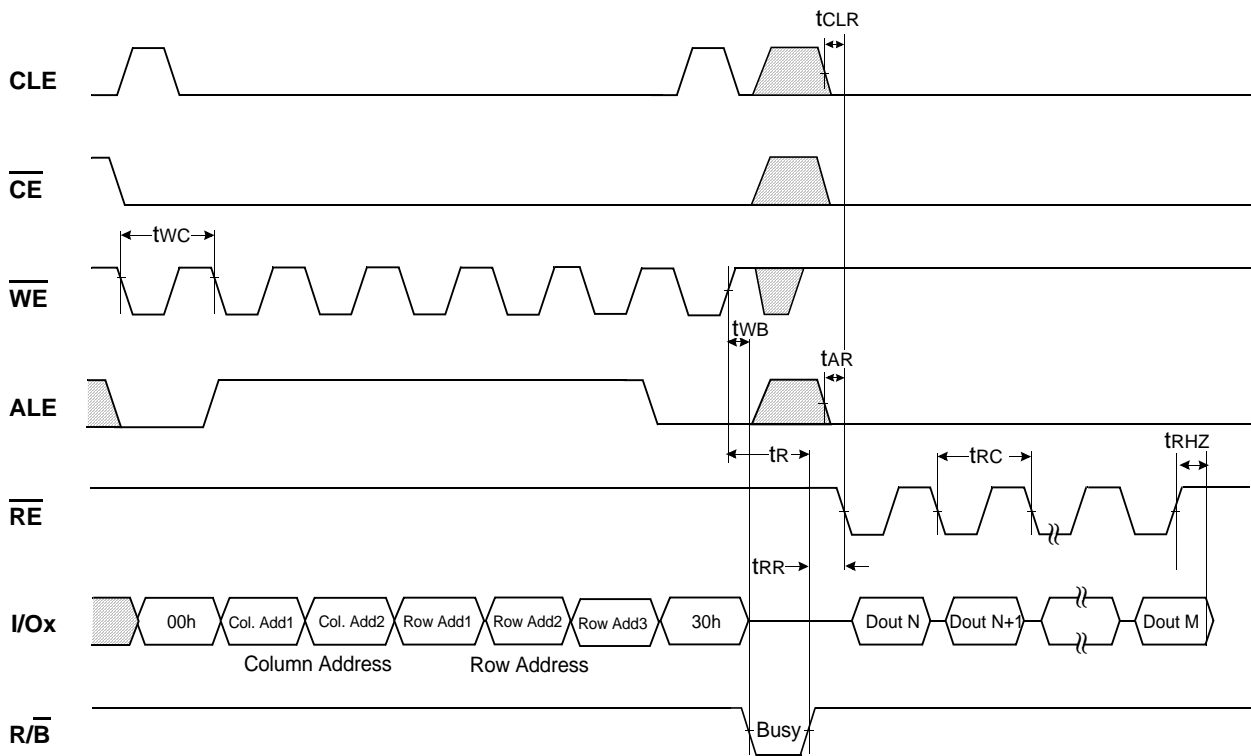 tCLR
CLE
CE
tWC
WE
tWB
tAR
ALE
tR
tRC
tRHZ
RE
tRR
I/Ox
00h
Col. Add1
Col. Add2
Row Add1
Row Add2
Row Add3
30h
Dout N
Dout N+1
Dout M
Column Address
Row Address
R/B
Busy